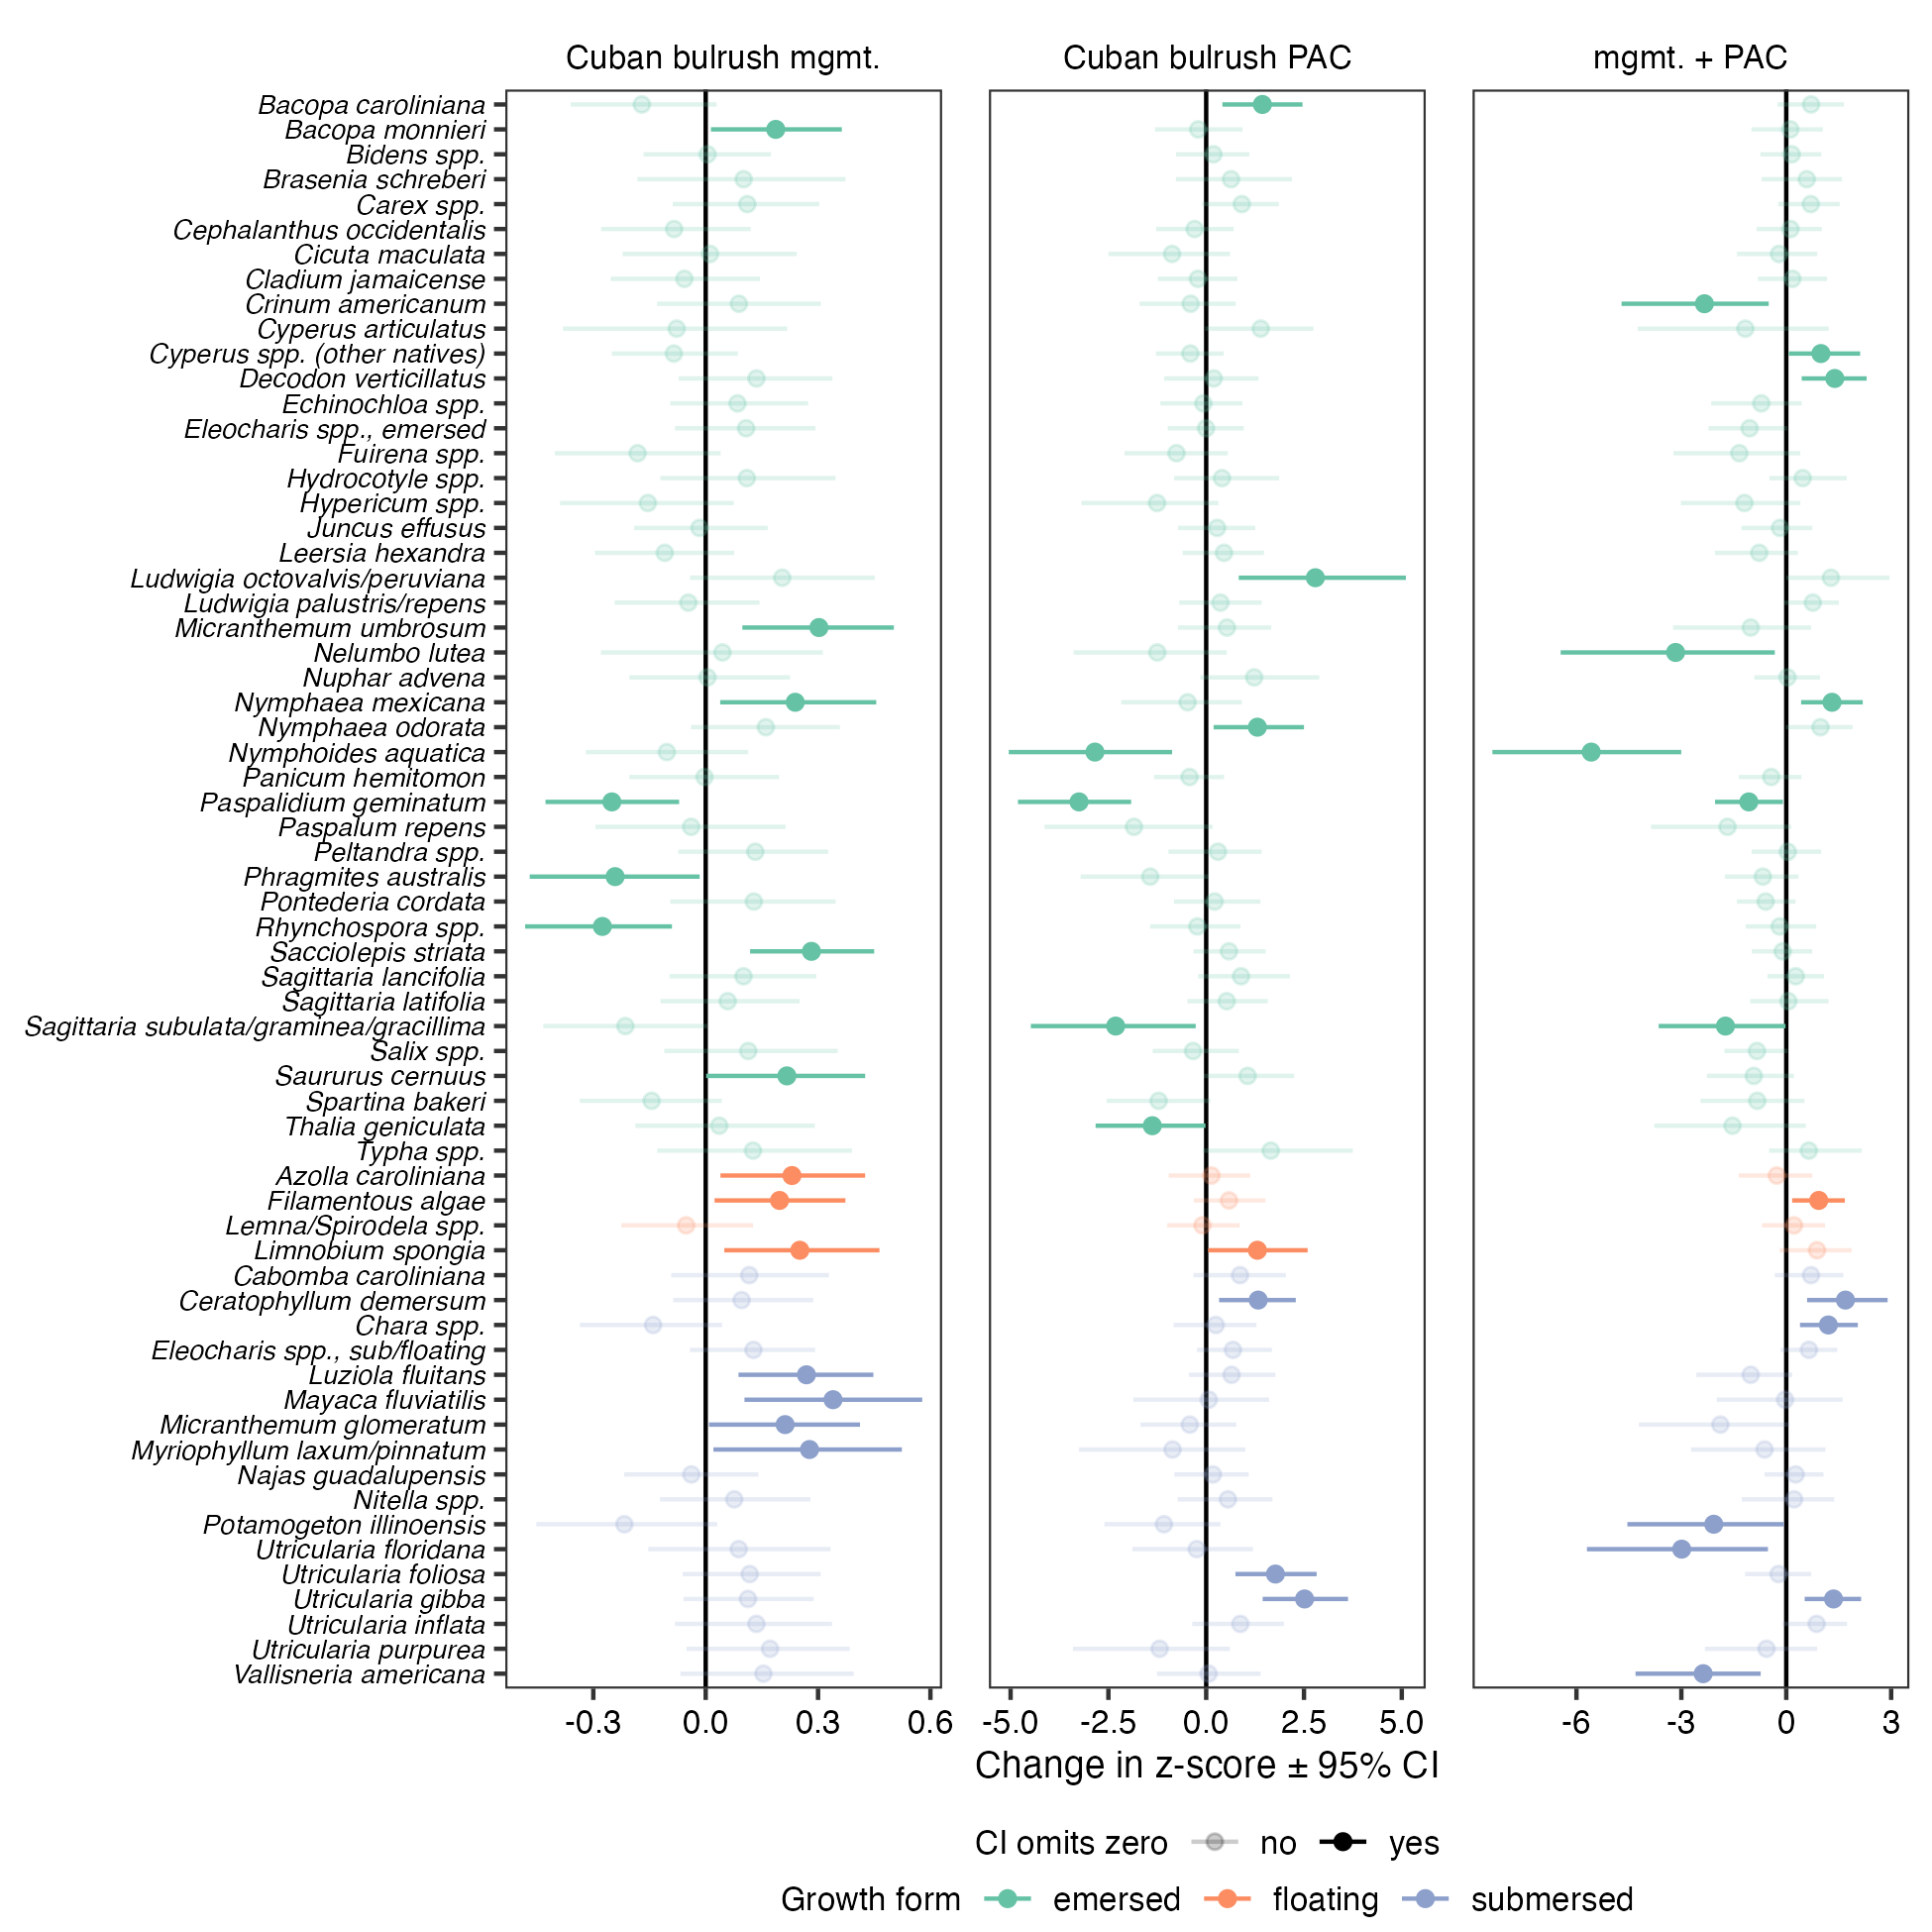 Cuban bulrush mgmt.
Cuban bulrush PAC
mgmt. + PAC
Bacopa caroliniana
Bacopa monnieri
Bidens spp.
Brasenia schreberi
Carex spp.
Cephalanthus occidentalis
Cicuta maculata
Cladium jamaicense
Crinum americanum
Cyperus articulatus
Cyperus spp. (other natives)
Decodon verticillatus
Echinochloa spp.
Eleocharis spp., emersed
Fuirena spp.
Hydrocotyle spp.
Hypericum spp.
Juncus effusus
Leersia hexandra
Ludwigia octovalvis/peruviana
Ludwigia palustris/repens
Micranthemum umbrosum
Nelumbo lutea
Nuphar advena
Nymphaea mexicana
Nymphaea odorata
Nymphoides aquatica
Panicum hemitomon
Paspalidium geminatum
Paspalum repens
Peltandra spp.
Phragmites australis
Pontederia cordata
Rhynchospora spp.
Sacciolepis striata
Sagittaria lancifolia
Sagittaria latifolia
Sagittaria subulata/graminea/gracillima
Salix spp.
Saururus cernuus
Spartina bakeri
Thalia geniculata
Typha spp.
Azolla caroliniana
Filamentous algae
Lemna/Spirodela spp.
Limnobium spongia
Cabomba caroliniana
Ceratophyllum demersum
Chara spp.
Eleocharis spp., sub/floating
Luziola fluitans
Mayaca fluviatilis
Micranthemum glomeratum
Myriophyllum laxum/pinnatum
Najas guadalupensis
Nitella spp.
Potamogeton illinoensis
Utricularia floridana
Utricularia foliosa
Utricularia gibba
Utricularia inflata
Utricularia purpurea
Vallisneria americana
-0.3 0.0 0.3 0.6
-5.0 -2.5 0.0 2.5 5.0
-6 -3 0 3
Change in z-score ± 95% CI
CI omits zero no yes
Growth form emersed floating submersed